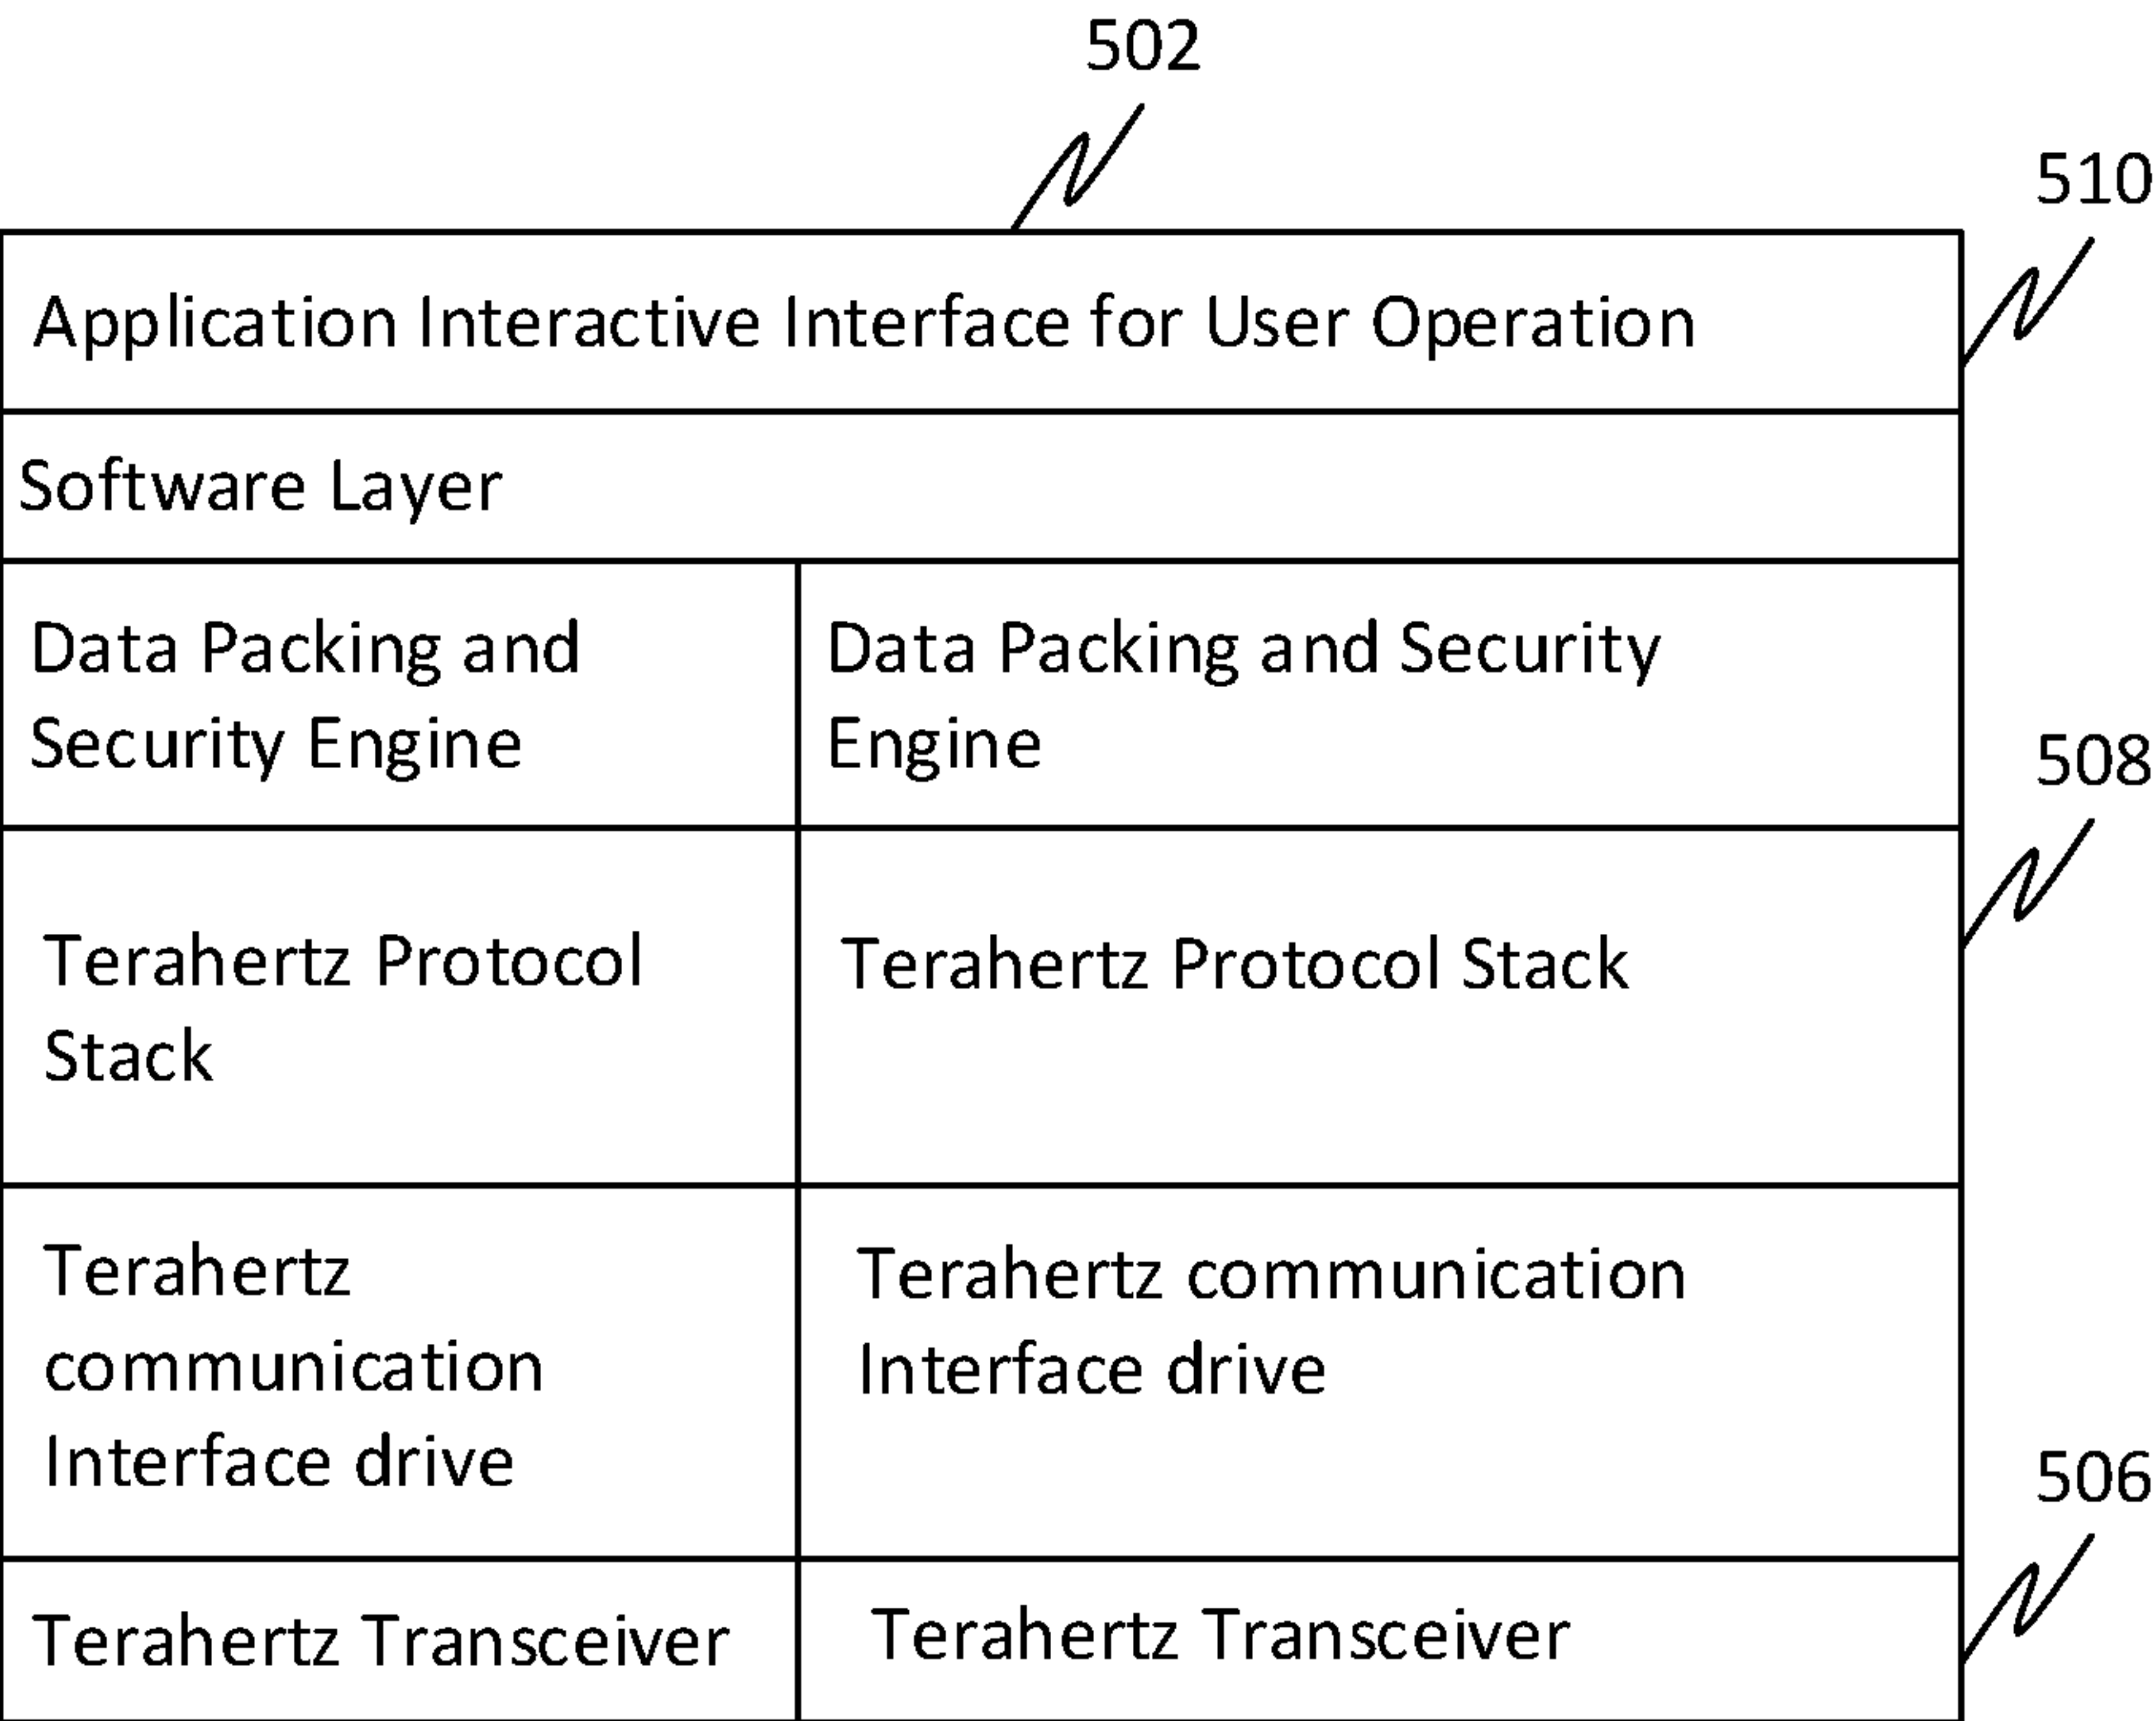 502
510
Application Interactive Interface for User Operation
Software Layer
Data Packing and
Security Engine
Data Packing and Security
Engine
508
Terahertz Protocol
Stack
Terahertz Protocol Stack
Terahertz
communication
Interface drive
Terahertz communication
Interface drive
506
Terahertz Transceiver
Terahertz Transceiver